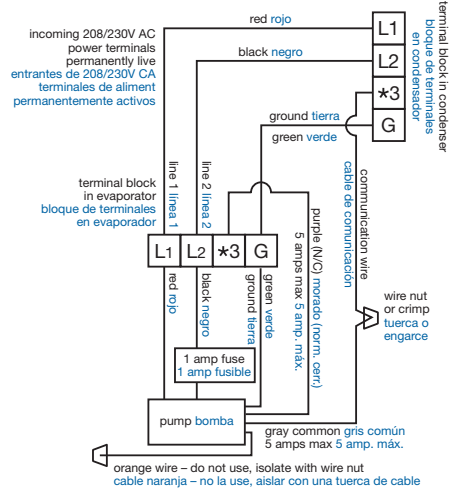 red rojo
L1
incoming 208/230V AC
power terminals
permanently live
entrantes de 208/230V CA
terminales de aliment
permanentemente activos
black negro
L2
*3
ground tierra
green verde
G
terminal block in condenser
bloque de terminales
en condensador
line 1 línea 1
line 2 línea 2
terminal block
in evaporator
bloque de terminales
en evaporador
purple (N/C) morado (norm. cerr.)
5 amps max 5 amp. máx.
communication wire
cable de comunicación
L1 L2 *3 G
red rojo
black negro
green verde
ground tierra
wire nut
or crimp
tuerca o
engarce
1 amp fuse
1 amp fusible
pump bomba
gray common gris común
5 amps max 5 amp. máx.
orange wire – do not use, isolate with wire nut
cable naranja – no la use, aislar con una tuerca de cable